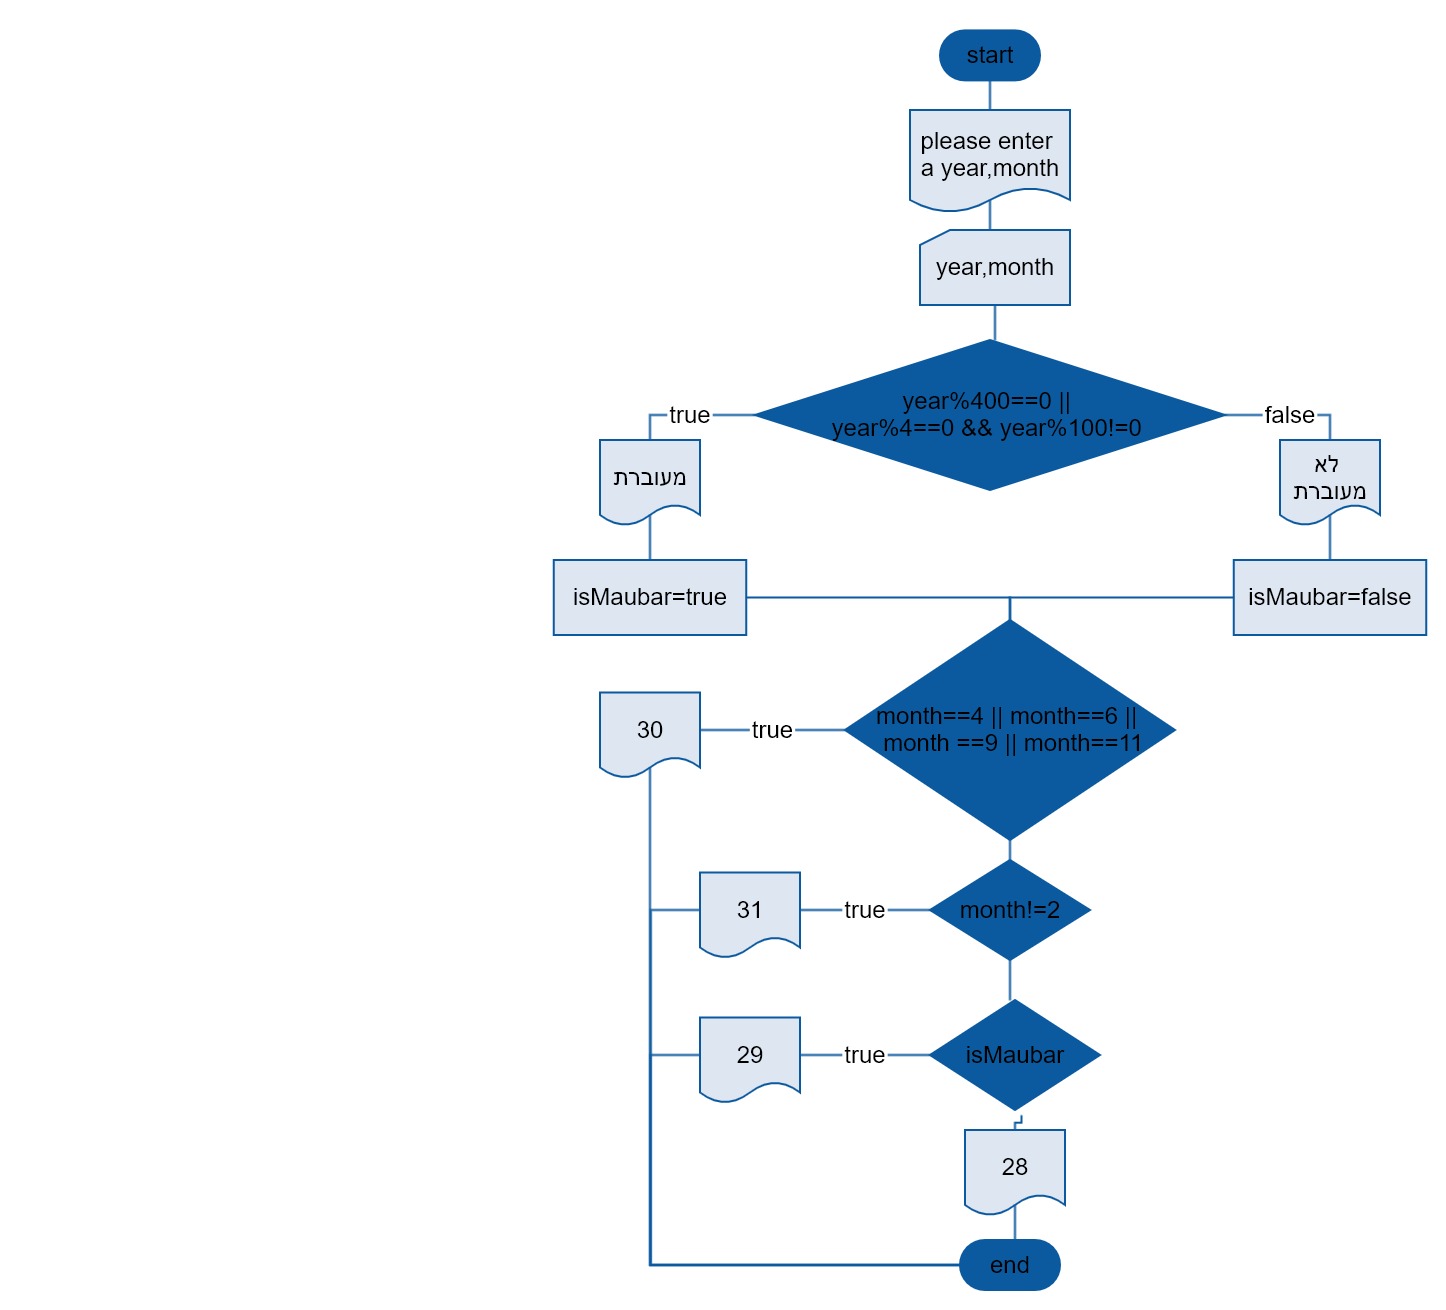 start
please enter
a year,month
year,month
year%400==0 ||
year%4==0 && year%100!=0
true
false
מעוברת
לא
מעוברת
isMaubar=true
isMaubar=false
month==4 || month==6 ||
month ==9 || month==11
true
30
month!=2
true
31
isMaubar
true
29
28
end